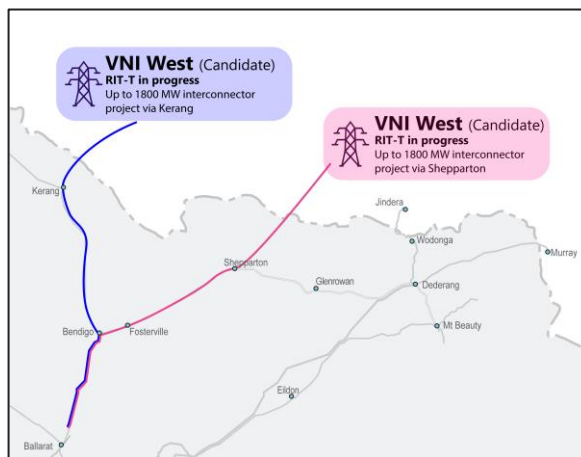 VNI West (Candidate)
RIT-T in progress
Up to 1800 MW interconnector
project via Kerang
VNI West (Candidate)
RIT-T in progress
Up to 1800 MW interconnector
project via Shepparton
Kerang
Jindera
Wodonga
Murray
Shepparton
Glenrowan
Dederang
Bendigo
Fosterville
Mt Beauty
Eildon
Ballarat